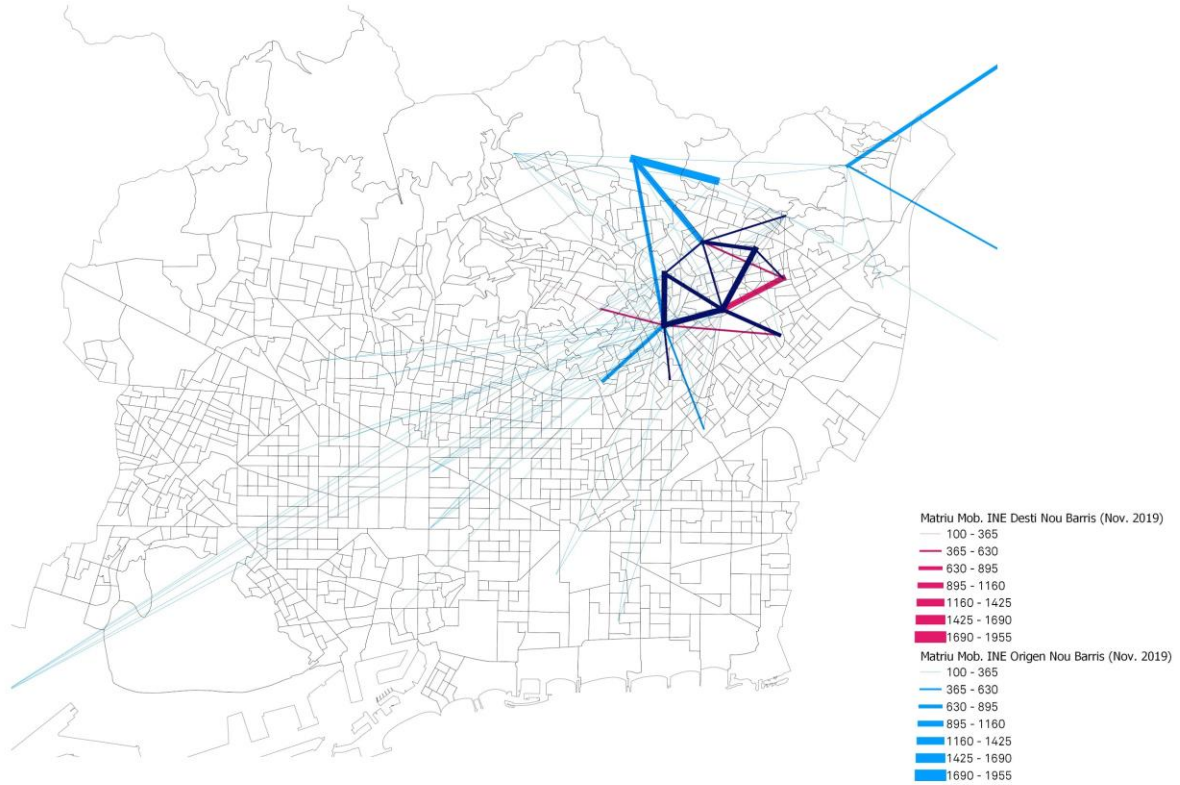 Matriu Mob. INE Desti Nou Barris (Nov. 2019)
100 - 365
365 - 630
630 - 895
895 - 1160
1160 - 1425
1425 - 1690
1690 - 1955
Matriu Mob. INE Origen Nou Barris (Nov. 2019)
100 - 365
365 - 630
630 - 895
895 - 1160
1160 - 1425
1425 - 1690
1690 - 1955